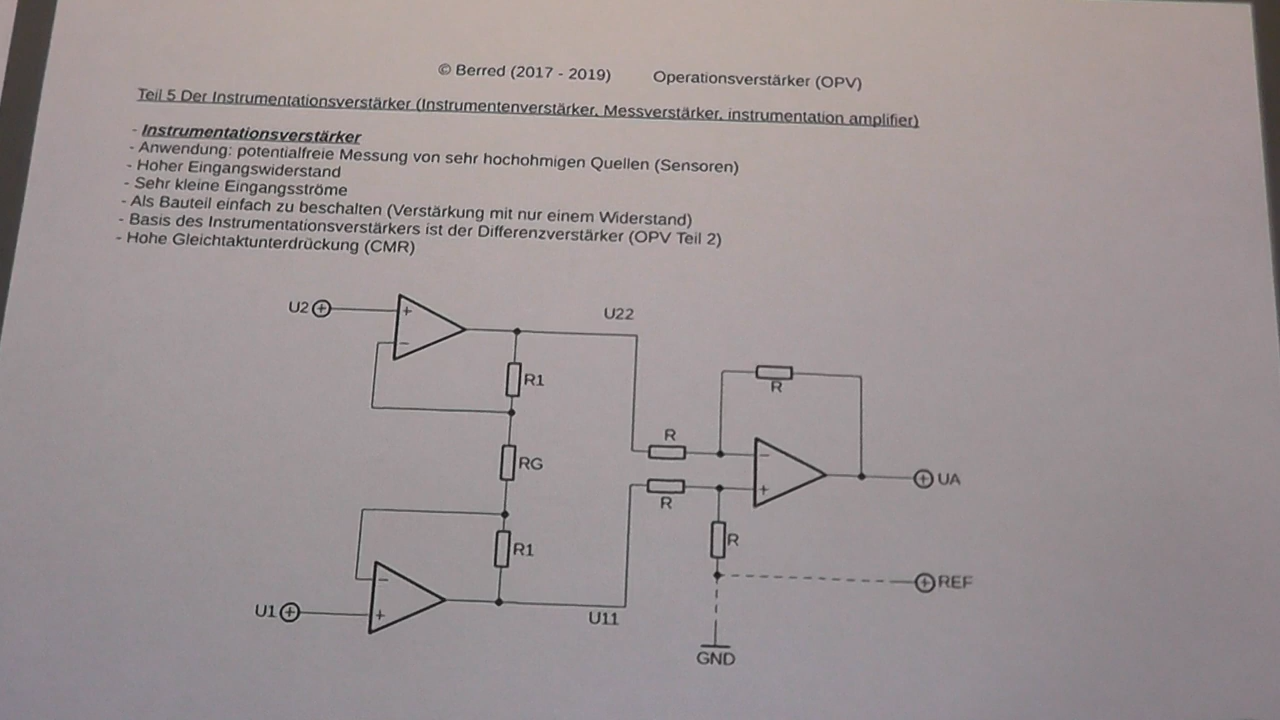 © Berred (2017 - 2019) Operationsverstärker (OPV)
Teil 5 Der Instrumentationsverstärker (Instrumentenverstärker, Messverstärker, instrumentation amplifier)
- Instrumentationsverstärker
- Anwendung: potentialfreie Messung von sehr hochohmigen Quellen (Sensoren)
- Hoher Eingangswiderstand
- Sehr kleine Eingangsströme
- Als Bauteil einfach zu beschalten (Verstärkung mit nur einem Widerstand)
- Basis des Instrumentationsverstärkers ist der Differenzverstärker (OPV Teil 2)
- Hohe Gleichtaktunterdrückung (CMR)
U2 + U22
−
R1
R
R
RG
− UA
+
R
R1
R
− REF
U1 +
U11
GND